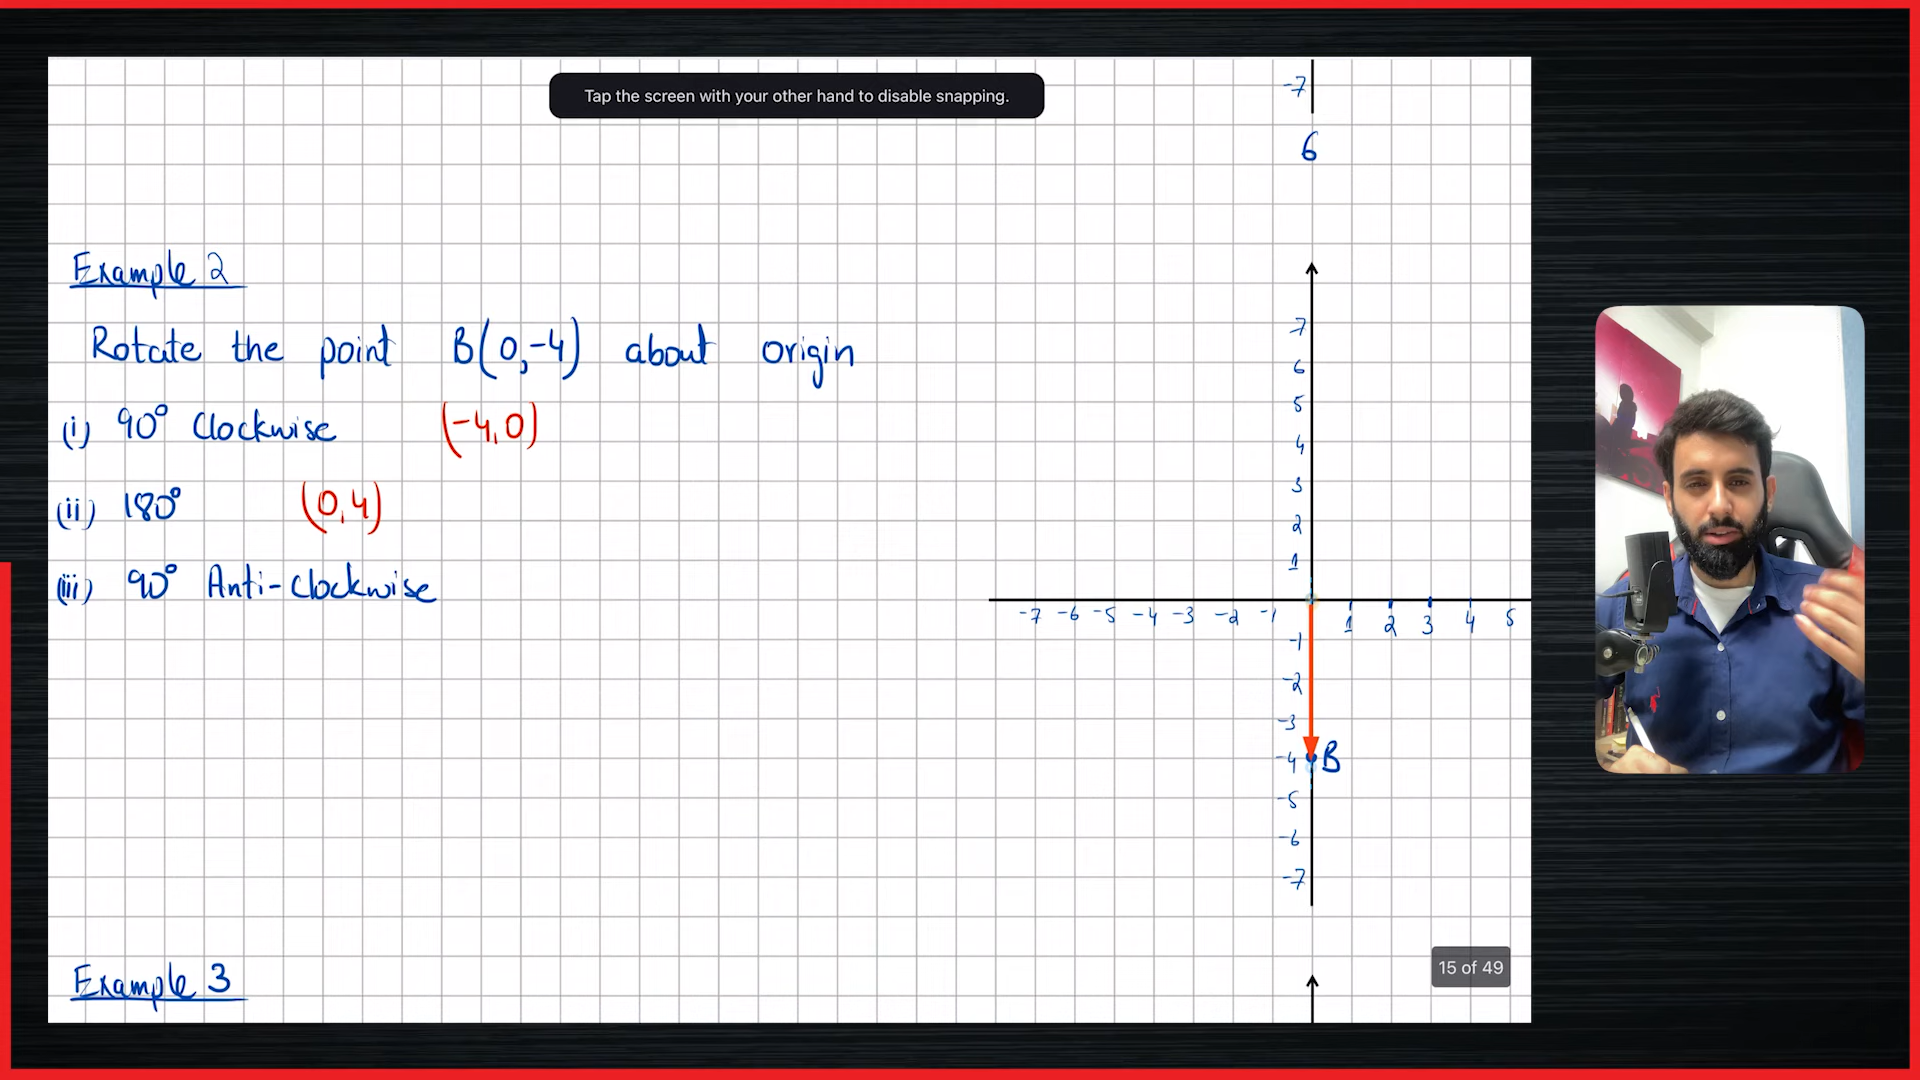 Tap the screen with your other hand to disable snapping.
-7
6
Example 2
Rotate the point B(0,-4) about origin
(i) 90° Clockwise (-4,0)
(ii) 180° (0,4)
(iii) 90° Anti-clockwise
7
6
5
4
3
2
1
-7 -6 -5 -4 -3 -2 -1 1 2 3 4 5
-1
-2
-3
-4 B
-5
-6
-7
Example 3
15 of 49